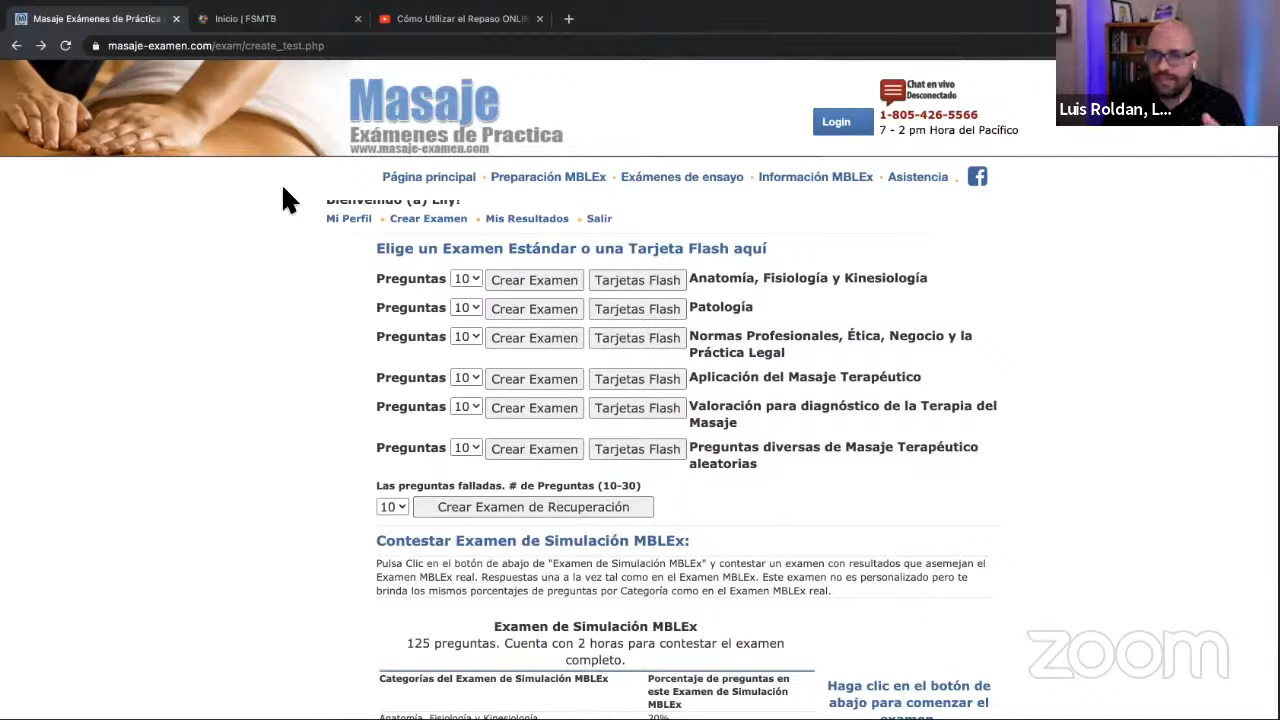 Masaje Exámenes de Práctica
Inicio | FSMTB
Cómo Utilizar el Repaso ONLIN
masaje-examen.com/exam/create_test.php
Masaje
Exámenes de Practica
www.masaje-examen.com
Login
Chat en vivo
Desconectado
1-805-426-5566
7 - 2 pm Hora del Pacífico
Luis Roldan, L...
Página principal • Preparación MBLEx • Exámenes de ensayo • Información MBLEx • Asistencia .
Bienvenido (a) Lily!
Mi Perfil • Crear Examen • Mis Resultados • Salir
Elige un Examen Estándar o una Tarjeta Flash aquí
Preguntas 10 Crear Examen Tarjetas Flash Anatomía, Fisiología y Kinesiología
Preguntas 10 Crear Examen Tarjetas Flash Patología
Preguntas 10 Crear Examen Tarjetas Flash Normas Profesionales, Ética, Negocio y la
Práctica Legal
Preguntas 10 Crear Examen Tarjetas Flash Aplicación del Masaje Terapéutico
Preguntas 10 Crear Examen Tarjetas Flash Valoración para diagnóstico de la Terapia del
Masaje
Preguntas 10 Crear Examen Tarjetas Flash Preguntas diversas de Masaje Terapéutico
aleatorias
Las preguntas falladas. # de Preguntas (10-30)
10 Crear Examen de Recuperación
Contestar Examen de Simulación MBLEx:
Pulsa Clic en el botón de abajo de "Examen de Simulación MBLEx" y contestar un examen con resultados que asemejan el
Examen MBLEx real. Respuestas una a la vez tal como en el Examen MBLEx. Este examen no es personalizado pero te
brinda los mismos porcentajes de preguntas por Categoría como en el Examen MBLEx real.
Examen de Simulación MBLEx
125 preguntas. Cuenta con 2 horas para contestar el examen
completo.
Categorías del Examen de Simulación MBLEx
Porcentaje de preguntas en
este Examen de Simulación
MBLEx
Anatomía, Fisiología y Kinesiología 20%
Haga clic en el botón de
abajo para comenzar el
examen
zoom